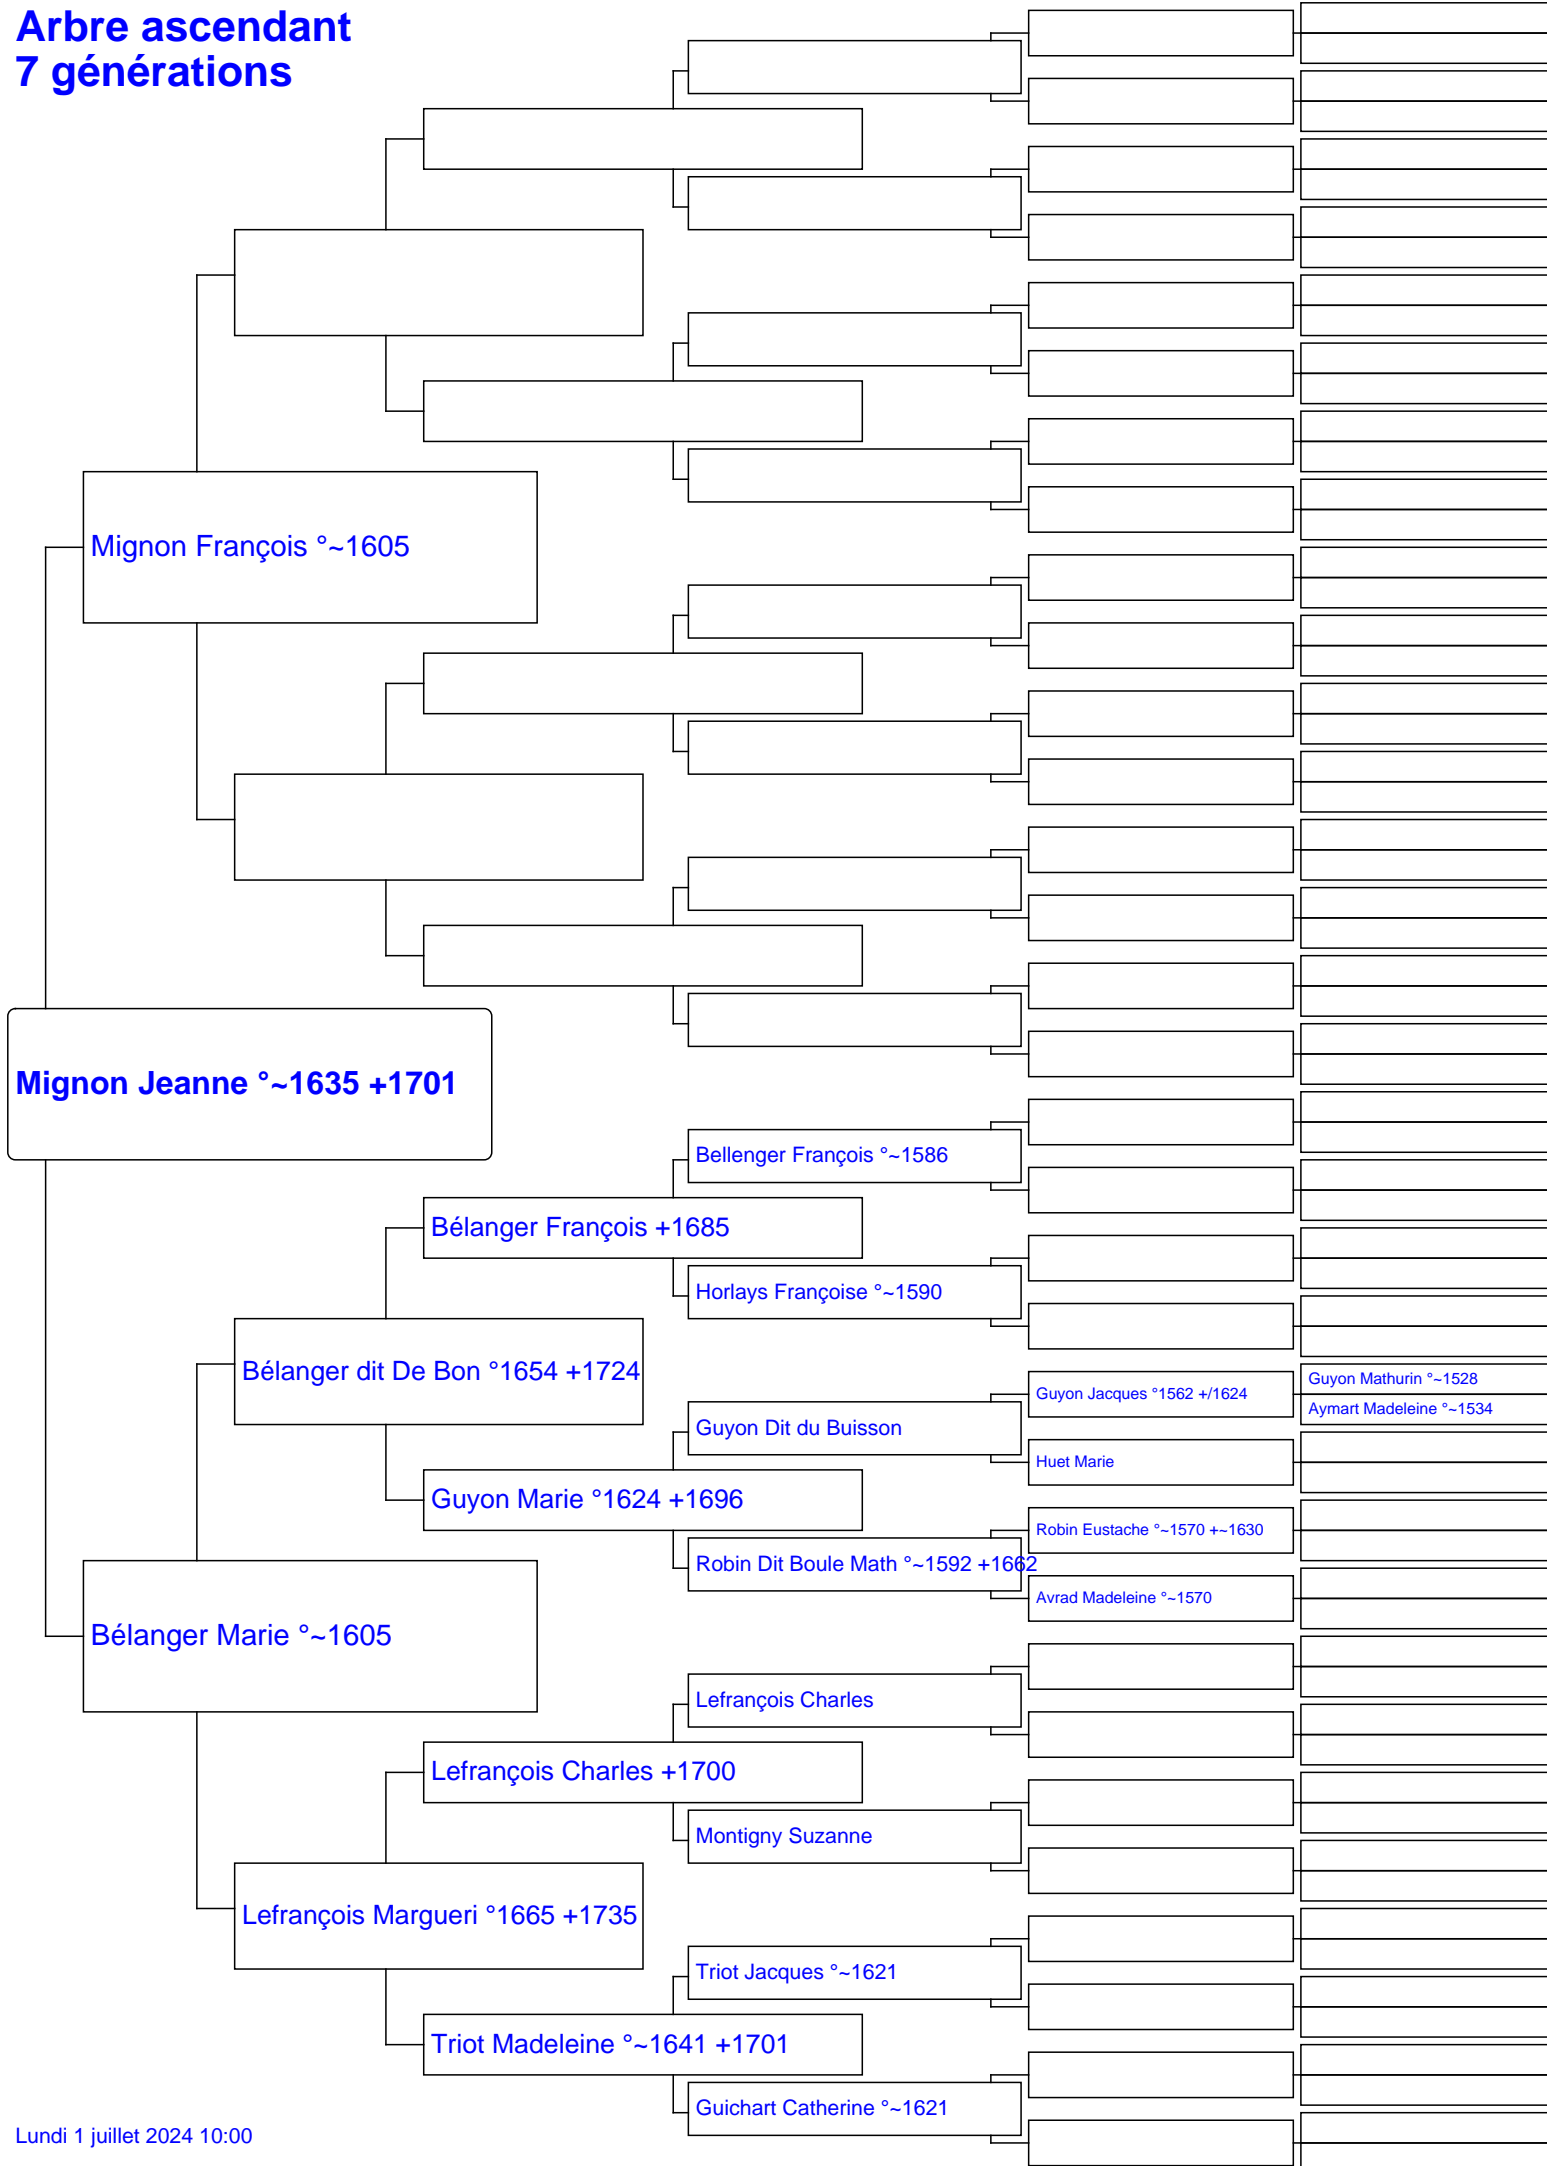 Arbre ascendant
7 générations
Mignon François °~1605
Mignon Jeanne °~1635 +1701
Bellenger François °~1586
Bélanger François +1685
Horlays Françoise °~1590
Bélanger dit De Bon °1654 +1724
Guyon Mathurin °~1528
Guyon Jacques °1562 +/1624
Aymart Madeleine °~1534
Guyon Dit du Buisson
Huet Marie
Guyon Marie °1624 +1696
Robin Eustache °~1570 +~1630
Robin Dit Boule Math °~1592 +1662
Avrad Madeleine °~1570
Bélanger Marie °~1605
Lefrançois Charles
Lefrançois Charles +1700
Montigny Suzanne
Lefrançois Margueri °1665 +1735
Triot Jacques °~1621
Triot Madeleine °~1641 +1701
Guichart Catherine °~1621
Lundi 1 juillet 2024 10:00